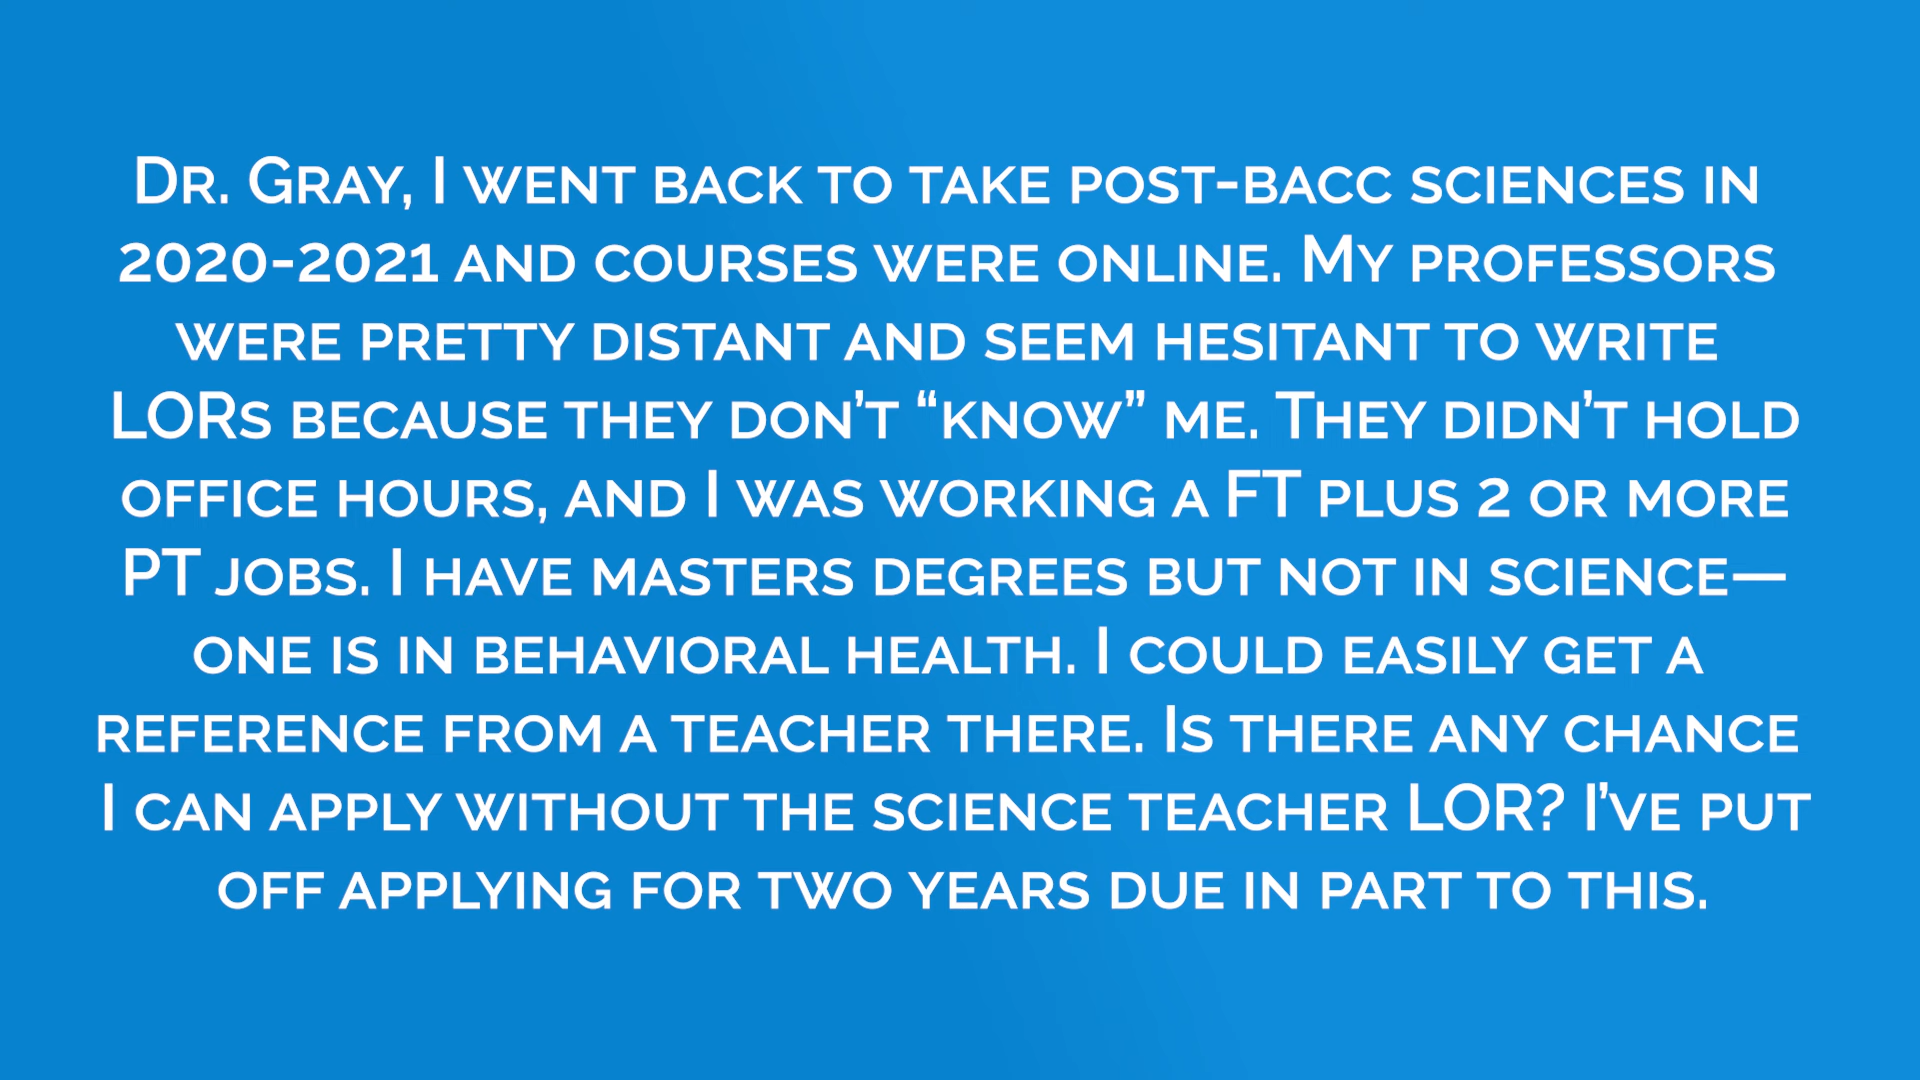 Dr. Gray, I went back to take post-bacc sciences in
2020-2021 and courses were online. My professors
were pretty distant and seem hesitant to write
LORs because they don't “know” me. They didn't hold
office hours, and I was working a FT plus 2 or more
PT jobs. I have masters degrees but not in science—
one is in behavioral health. I could easily get a
reference from a teacher there. Is there any chance
I can apply without the science teacher LOR? I've put
off applying for two years due in part to this.